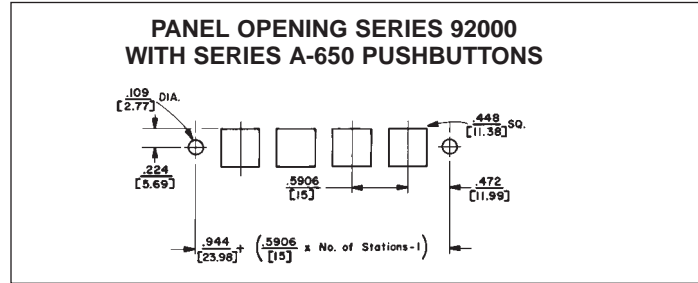 PANEL OPENING SERIES 92000
WITH SERIES A-650 PUSHBUTTONS
.109 DIA.
[2.77]
.448 SQ.
[11.38]
.224
[5.69]
.5906
[15]
.472
[11.99]
.944 + (.5906 x No. of Stations-1)
[23.98] [15]